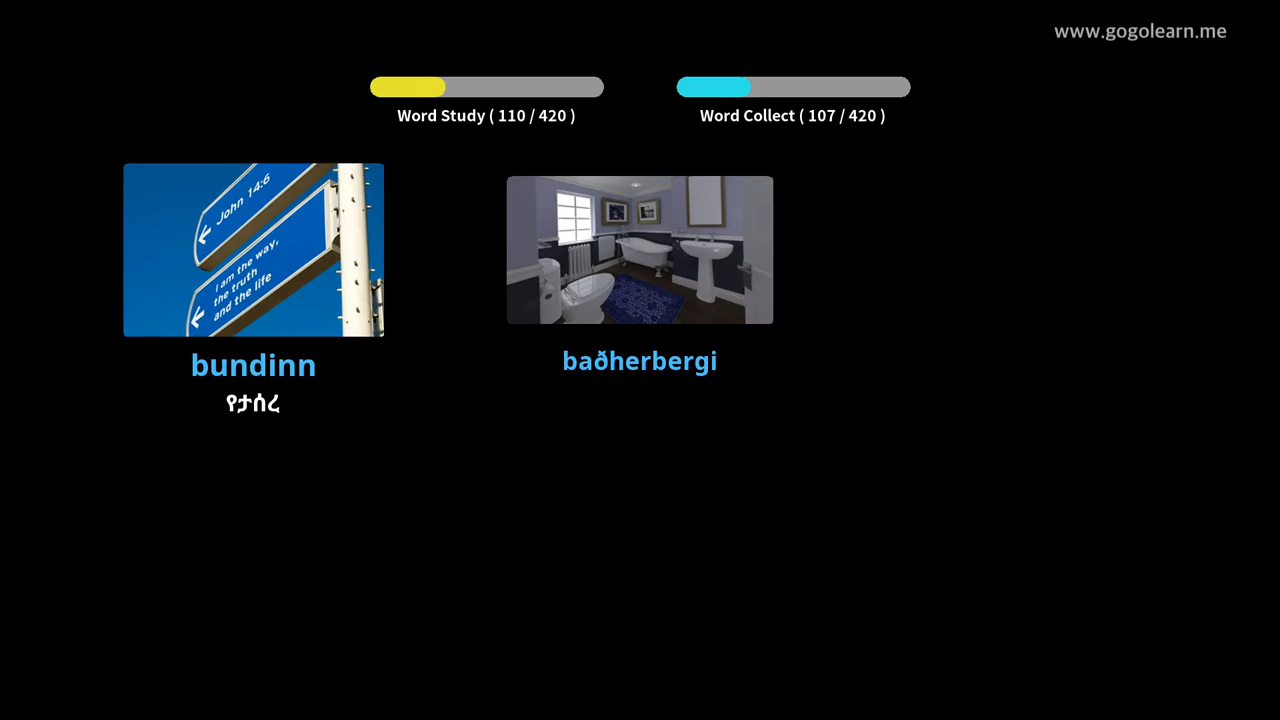 www.gogolearn.me
Word Study ( 110 / 420 )
Word Collect ( 107 / 420 )
John 14:6
I am the way,
the truth
and the life
bundinn
የታሰረ
baðherbergi